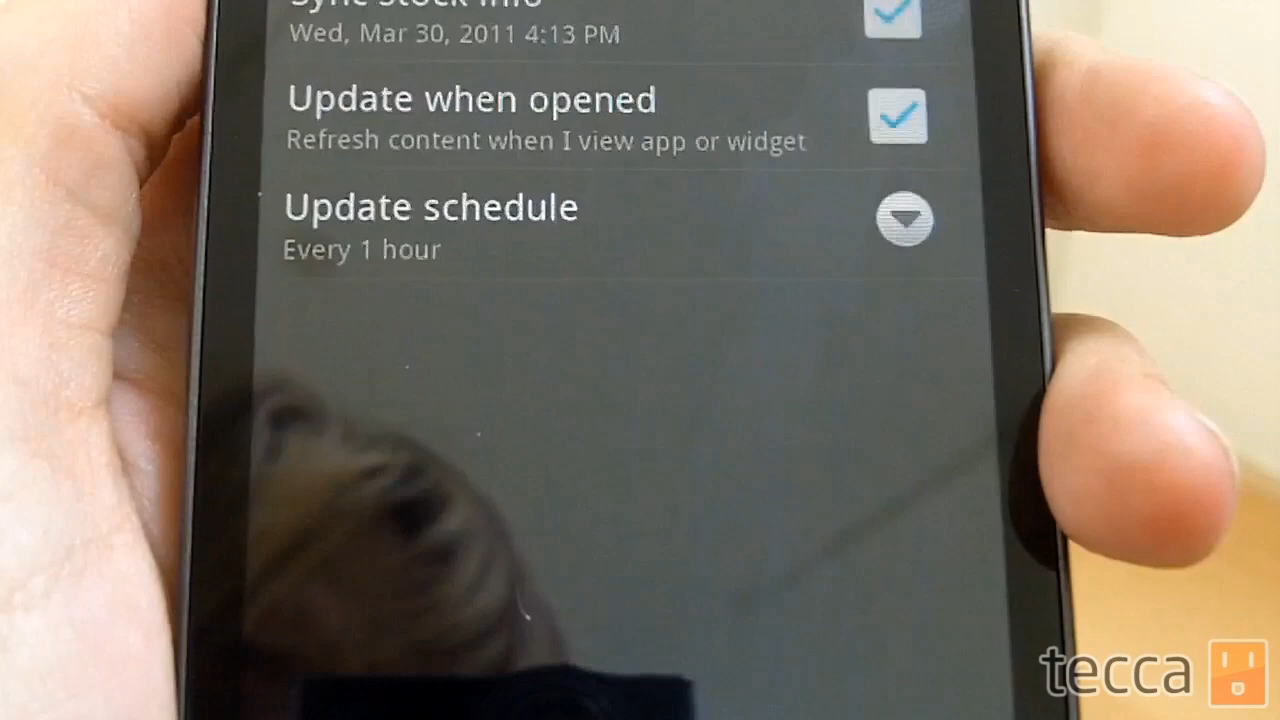 Sync stock info
Wed, Mar 30, 2011 4:13 PM
Update when opened
Refresh content when I view app or widget
Update schedule
Every 1 hour
tecca